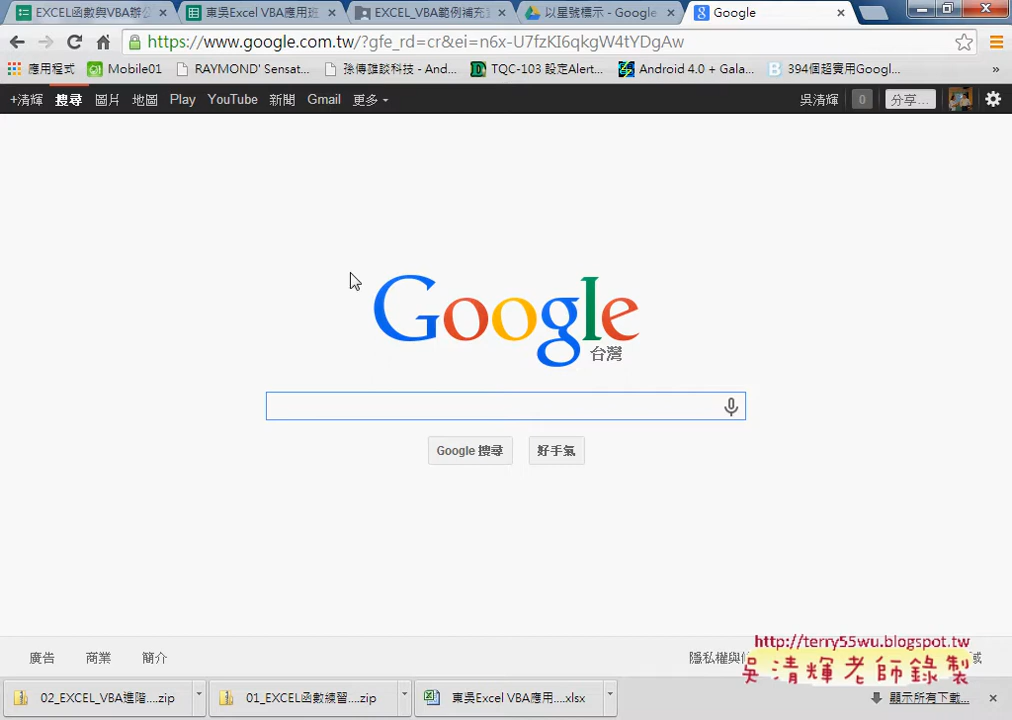 EXCEL函數與VBA辦公
東吳Excel VBA應用班
EXCEL_VBA範例補充資
以星號標示 - Google
Google
https://www.google.com.tw/?gfe_rd=cr&ei=n6x-U7fzKI6qkgW4tYDgAw
應用程式
Mobile01
RAYMOND' Sensat...
孫傳誰談科技 - And...
TQC-103 設定Alert...
Android 4.0 + Gala...
394個超實用Googl...
»
+清輝
搜尋
圖片
地圖
Play
YouTube
新聞
Gmail
更多
吳清輝
0
分享...
Google
台灣
Google 搜尋
好手氣
廣告
商業
簡介
隱私權與
http://terry55wu.blogspot.tw
吳清輝老師錄製
02_EXCEL_VBA進階....zip
01_EXCEL函數練習....zip
東吳Excel VBA應用....xlsx
顯示所有下載...